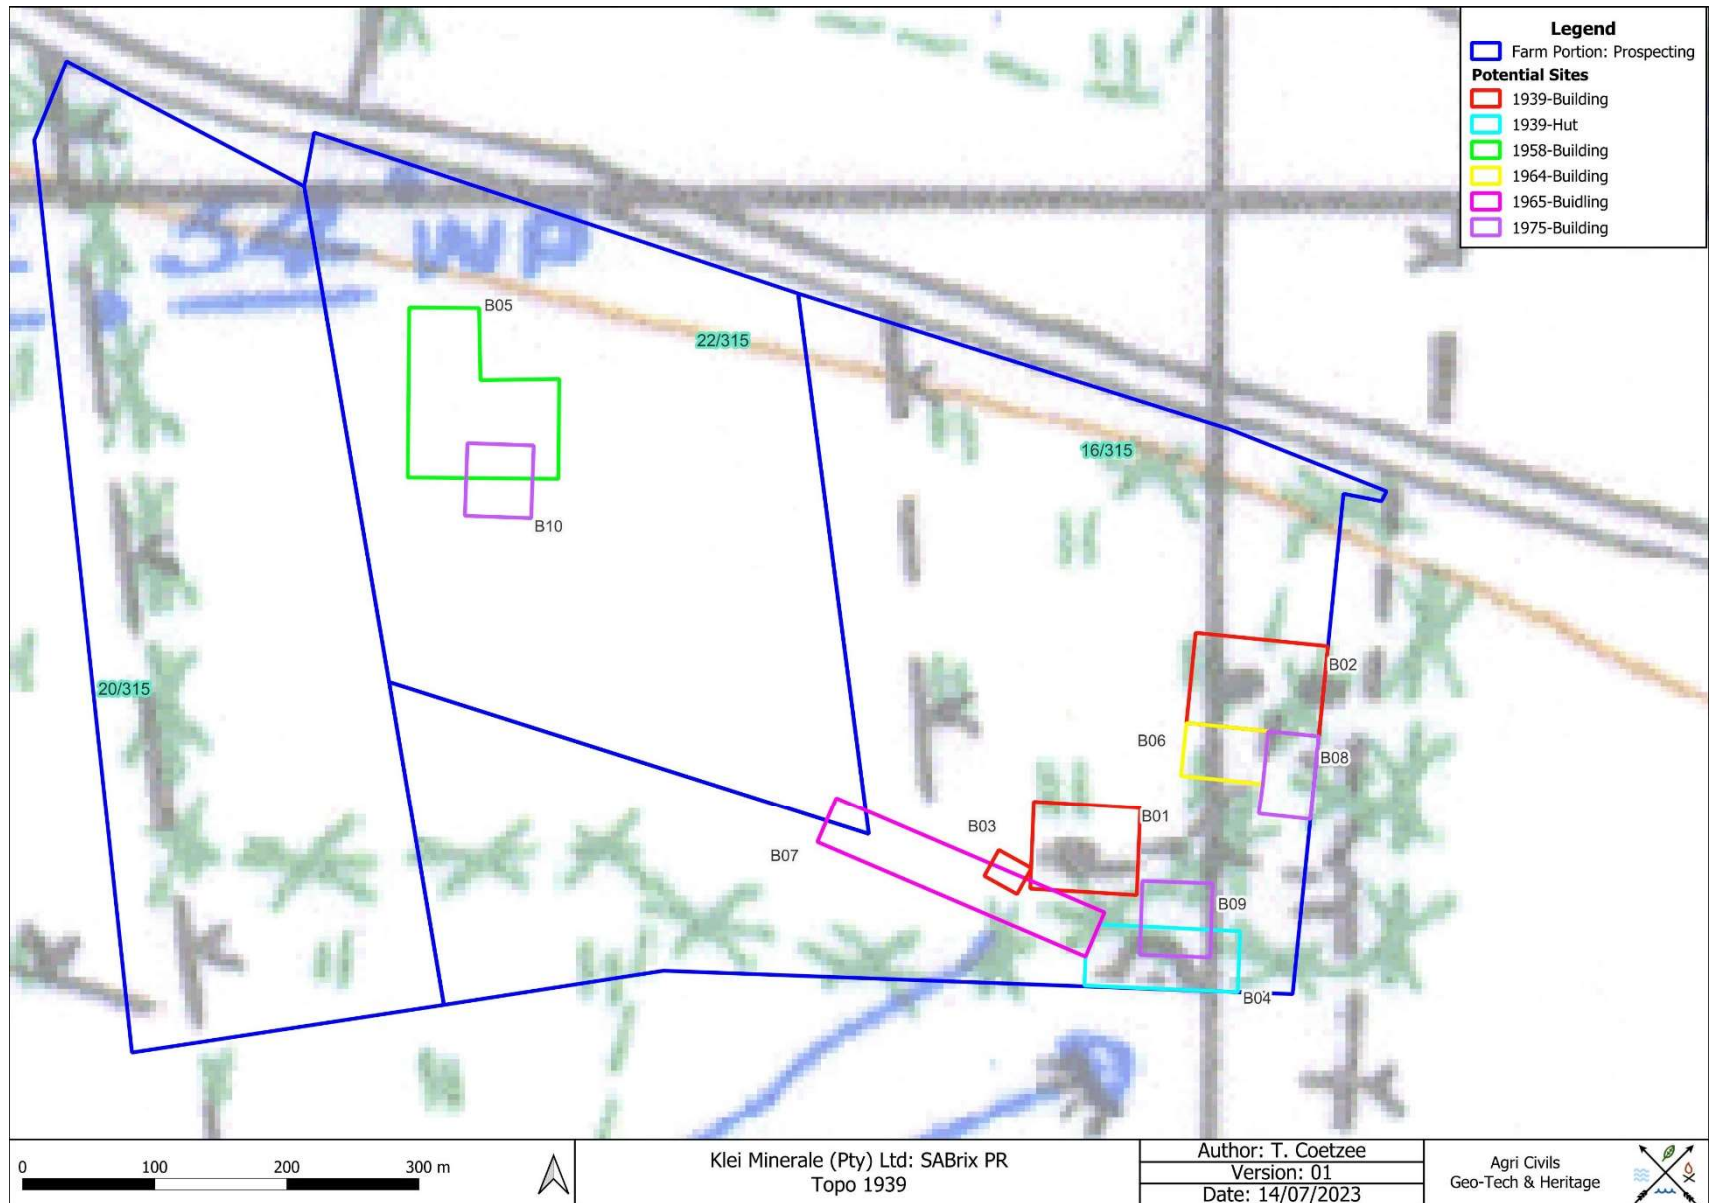 Legend
Farm Portion: Prospecting
Potential Sites
1939-Building
1939-Hut
1958-Building
1964-Building
1965-Buidling
1975-Building
34 WP
B05
22/315
16/315
B10
B02
20/315
B06
B08
B01
B03
B07
B09
B04
0 100 200 300 m
Klei Minerale (Pty) Ltd: SABrix PR
Topo 1939
Author: T. Coetzee
Version: 01
Date: 14/07/2023
Agri Civils
Geo-Tech & Heritage